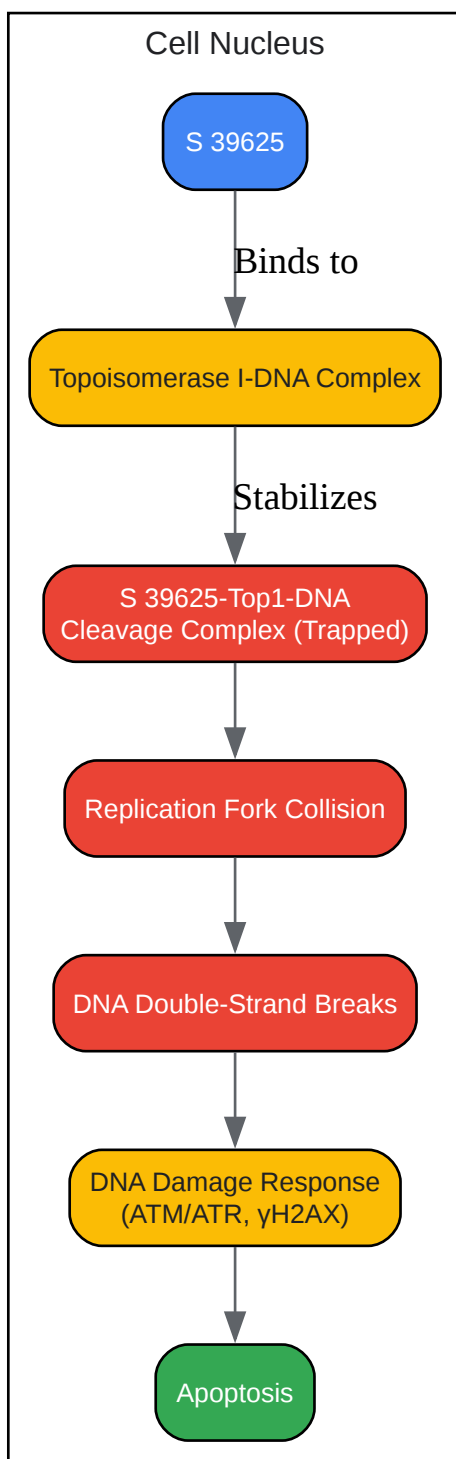 Cell Nucleus
S 39625
Binds to
Topoisomerase I-DNA Complex
Stabilizes
S 39625-Top1-DNA
Cleavage Complex (Trapped)
Replication Fork Collision
DNA Double-Strand Breaks
DNA Damage Response
(ATM/ATR, γH2AX)
Apoptosis